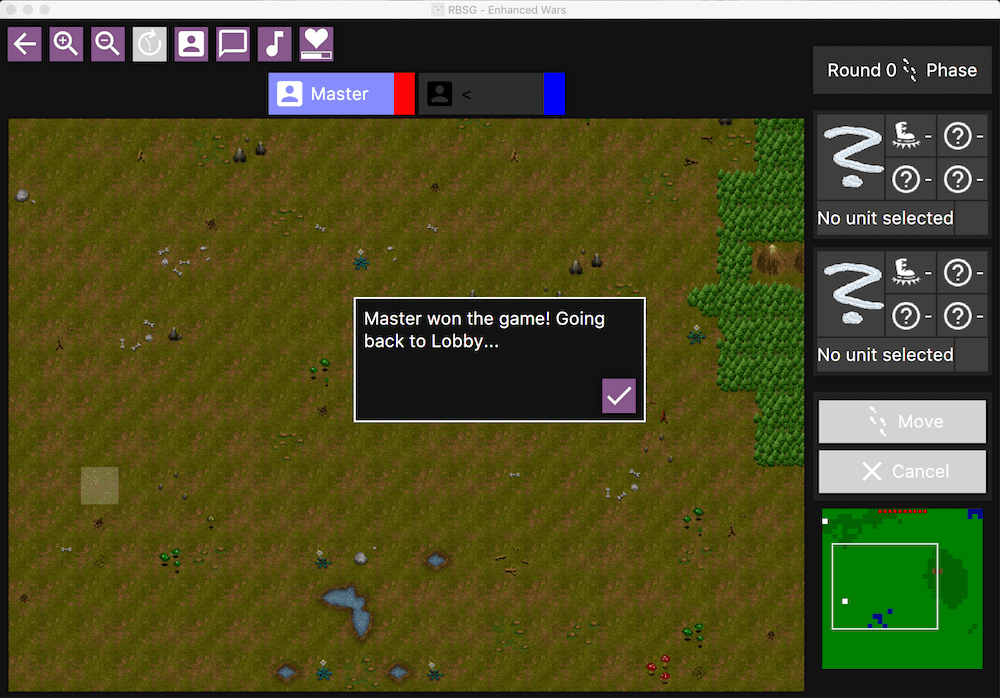 RBSG - Enhanced Wars
Master
<
Round 0 Phase
-
? -
? -
? -
No unit selected
-
? -
? -
? -
No unit selected
Master won the game! Going
back to Lobby...
Move
Cancel